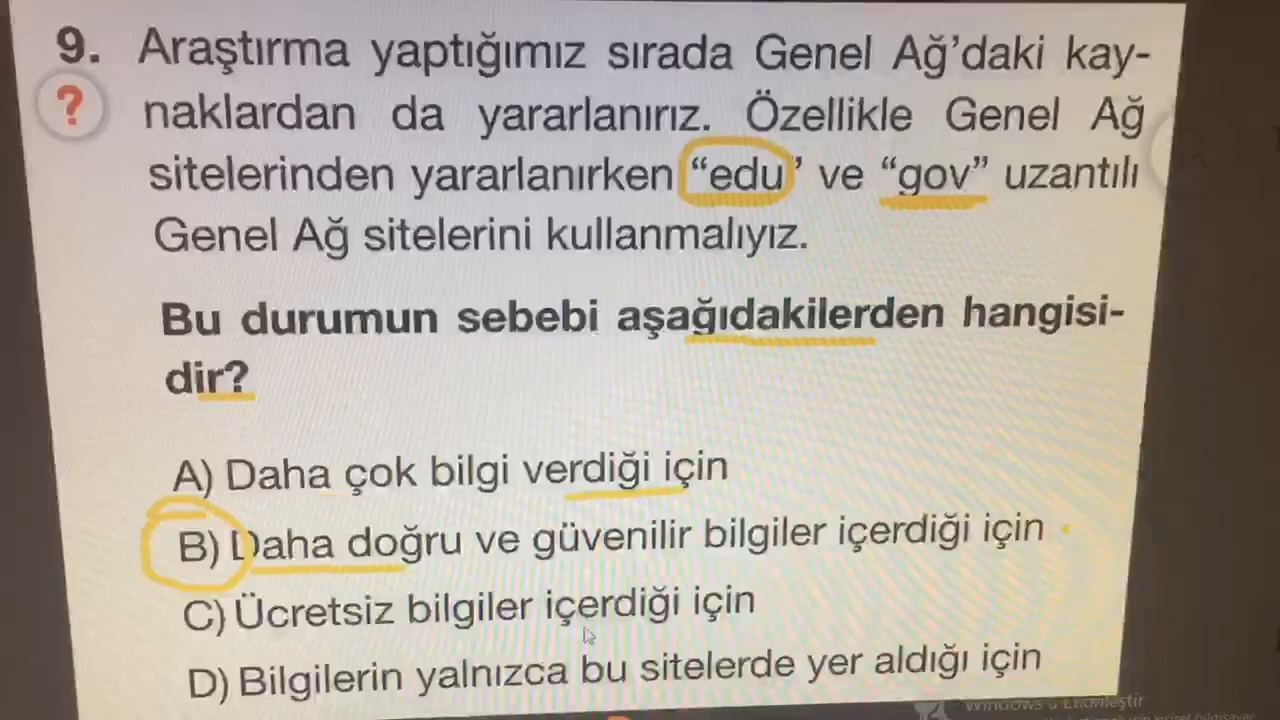 9. Araştırma yaptığımız sırada Genel Ağ'daki kay-
? naklardan da yararlanırız. Özellikle Genel Ağ
sitelerinden yararlanırken “edu” ve “gov” uzantılı
Genel Ağ sitelerini kullanmalıyız.
Bu durumun sebebi aşağıdakilerden hangisi-
dir?
A) Daha çok bilgi verdiği için
B) Daha doğru ve güvenilir bilgiler içerdiği için
C) Ücretsiz bilgiler içerdiği için
D) Bilgilerin yalnızca bu sitelerde yer aldığı için